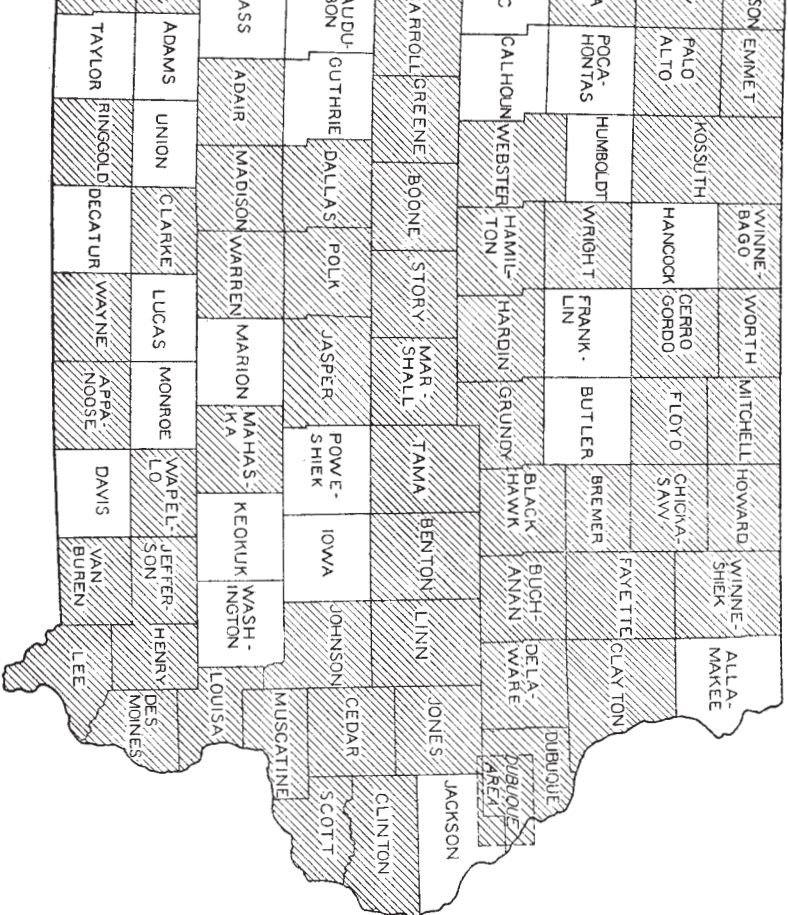 SON
EMMET
KOSSUTH
WINNE-
BAGO
WORTH
MITCHELL
HOWARD
WINNE-
SHIEK
ALLA-
MAKEE
PALO
ALTO
HANCOCK
CERRO
GORDO
FLOYD
CHICKA-
SAW
FAYETTE
CLAYTON
A
POCA-
HONTAS
HUMBOLDT
WRIGHT
FRANK-
LIN
BUTLER
BREMER
C
CALHOUN
WEBSTER
HAMIL-
TON
HARDIN
GRUNDY
BLACK
HAWK
BUCH-
ANAN
DELA-
WARE
DUBUQUE
DUBUQUE
AREA
ARROLL
GREENE
BOONE
STORY
MAR-
SHALL
TAMA
BENTON
LINN
JONES
JACKSON
AUDU-
BON
GUTHRIE
DALLAS
POLK
JASPER
POWE-
SHIEK
IOWA
JOHNSON
CEDAR
CLINTON
SCOTT
ASS
ADAIR
MADISON
WARREN
MARION
MAHAS-
KA
KEOKUK
WASH-
INGTON
MUSCATINE
LOUISA
ADAMS
UNION
CLARKE
LUCAS
MONROE
WAPEL-
LO
JEFFER-
SON
HENRY
DES
MOINES
TAYLOR
RINGGOLD
DECATUR
WAYNE
APPA-
NOOSE
DAVIS
VAN
BUREN
LEE